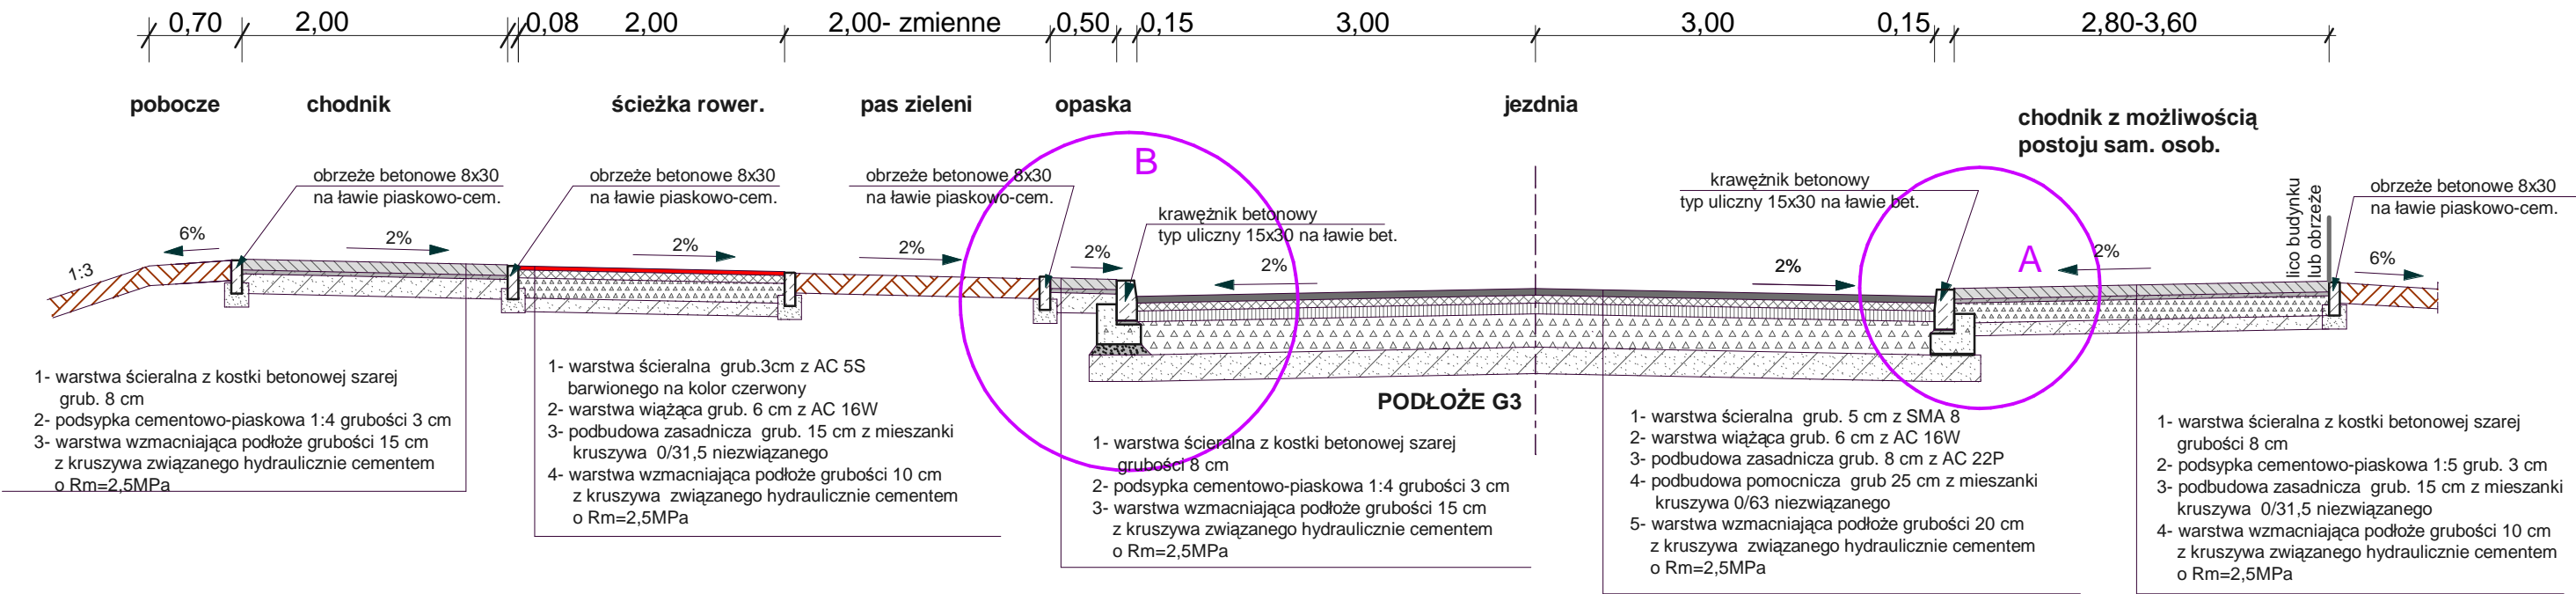 0,70 2,00 0,08 2,00 2,00- zmienne 0,50 0,15 3,00 3,00 0,15 2,80-3,60
pobocze chodnik ścieżka rower. pas zieleni opaska jezdnia
chodnik z możliwością
postoju sam. osob.
obrzeże betonowe 8x30
na ławie piaskowo-cem.
obrzeże betonowe 8x30
na ławie piaskowo-cem.
obrzeże betonowe 8x30
na ławie piaskowo-cem.
B
krawężnik betonowy
typ uliczny 15x30 na ławie bet.
krawężnik betonowy
typ uliczny 15x30 na ławie bet.
A
lico budynku
lub obrzeże
obrzeże betonowe 8x30
na ławie piaskowo-cem.
1:3 6% 2% 2% 2% 2% 2% 2% 2% 6%
PODŁOŻE G3
1- warstwa ścieralna z kostki betonowej szarej
grub. 8 cm
2- podsypka cementowo-piaskowa 1:4 grubości 3 cm
3- warstwa wzmacniająca podłoże grubości 15 cm
z kruszywa związanego hydraulicznie cementem
o Rm=2,5MPa
1- warstwa ścieralna grub.3cm z AC 5S
barwionego na kolor czerwony
2- warstwa wiążąca grub. 6 cm z AC 16W
3- podbudowa zasadnicza grub. 15 cm z mieszanki
kruszywa 0/31,5 niezwiązanego
4- warstwa wzmacniająca podłoże grubości 10 cm
z kruszywa związanego hydraulicznie cementem
o Rm=2,5MPa
1- warstwa ścieralna z kostki betonowej szarej
grubości 8 cm
2- podsypka cementowo-piaskowa 1:4 grubości 3 cm
3- warstwa wzmacniająca podłoże grubości 15 cm
z kruszywa związanego hydraulicznie cementem
o Rm=2,5MPa
1- warstwa ścieralna grub. 5 cm z SMA 8
2- warstwa wiążąca grub. 6 cm z AC 16W
3- podbudowa zasadnicza grub. 8 cm z AC 22P
4- podbudowa pomocnicza grub 25 cm z mieszanki
kruszywa 0/63 niezwiązanego
5- warstwa wzmacniająca podłoże grubości 20 cm
z kruszywa związanego hydraulicznie cementem
o Rm=2,5MPa
1- warstwa ścieralna z kostki betonowej szarej
grubości 8 cm
2- podsypka cementowo-piaskowa 1:5 grub. 3 cm
3- podbudowa zasadnicza grub. 15 cm z mieszanki
kruszywa 0/31,5 niezwiązanego
4- warstwa wzmacniająca podłoże grubości 10 cm
z kruszywa związanego hydraulicznie cementem
o Rm=2,5MPa